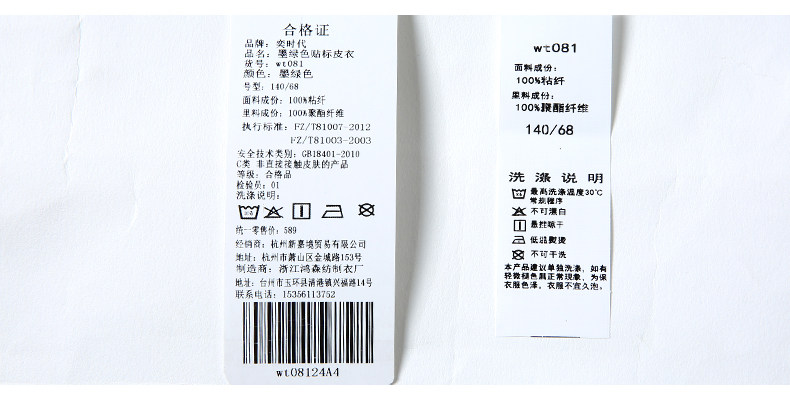 合格证
品牌：奕时代
品名：墨绿色贴标皮衣
货号：wt081
颜色：墨绿色
号型：140/68
面料成份：100%粘纤
里料成份：100%聚酯纤维
执行标准：FZ/T81007-2012
FZ/T81003-2003
安全技术类别：GB18401-2010
C类 非直接接触皮肤的产品
等级：合格品
检验员：01
洗涤说明：
统一零售价：589
经销商：杭州新嘉境贸易有限公司
地址：杭州市萧山区金城路153号
制造商：浙江鸿森纺制衣厂
地址：台州市玉环县清港镇兴福路14号
联系电话：15356113752
wt08124A4
wt081
面料成份：
100%粘纤
里料成份：
100%聚酯纤维
140/68
洗涤说明
最高洗涤温度30℃
常规程序
不可漂白
悬挂晾干
低温熨烫
不可干洗
本产品建议单独洗涤，如有
轻微褪色属正常现象，为保
衣服色泽，衣服不宜久泡。